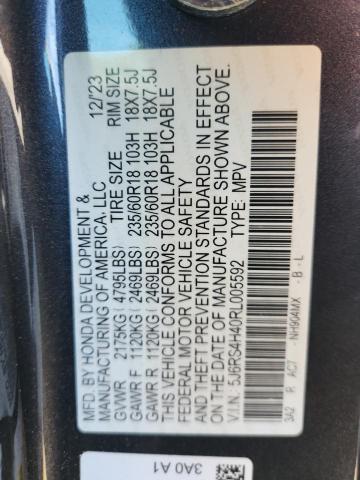 MFD. BY HONDA DEVELOPMENT &
MANUFACTURING OF AMERICA, LLC 12/23
GVWR 2175KG (4795LBS) TIRE SIZE RIM SIZE
GAWR F 1120KG (2469LBS) 235/60R18 103H 18X7.5J
GAWR R 1120KG (2469LBS) 235/60R18 103H 18X7.5J
THIS VEHICLE CONFORMS TO ALL APPLICABLE
FEDERAL MOTOR VEHICLE SAFETY
AND THEFT PREVENTION STANDARDS IN EFFECT
ON THE DATE OF MANUFACTURE SHOWN ABOVE.
V.I.N. 5J6RS4H40RL005592 TYPE: MPV
3A2 R AC7 - NH904MX - B - L
3A0 A1